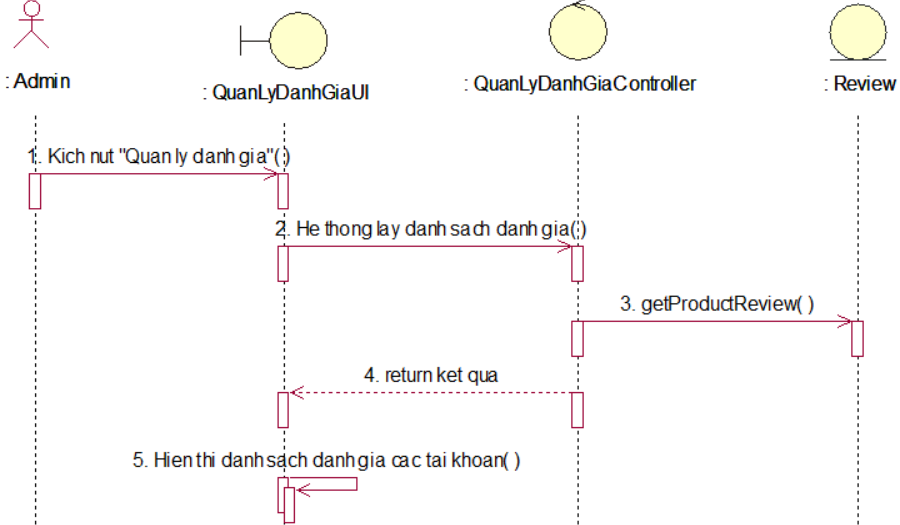 : Admin
: QuanLyDanhGiaUI
: QuanLyDanhGiaController
: Review
1. Kich nut "Quan ly danh gia"( )
2. He thong lay danh sach danh gia( )
3. getProductReview( )
4. return ket qua
5. Hien thi danh sach danh gia cac tai khoan( )